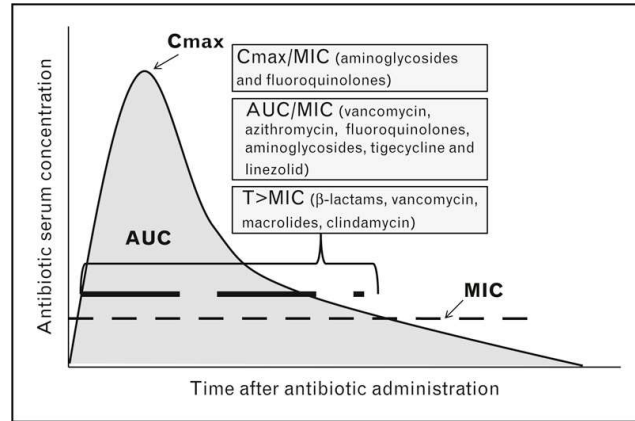 Cmax
Cmax/MIC (aminoglycosides
and fluoroquinolones)
AUC/MIC (vancomycin,
azithromycin, fluoroquinolones,
aminoglycosides, tigecycline and
linezolid)
T>MIC (β-lactams, vancomycin,
macrolides, clindamycin)
AUC
MIC
Antibiotic serum concentration
Time after antibiotic administration